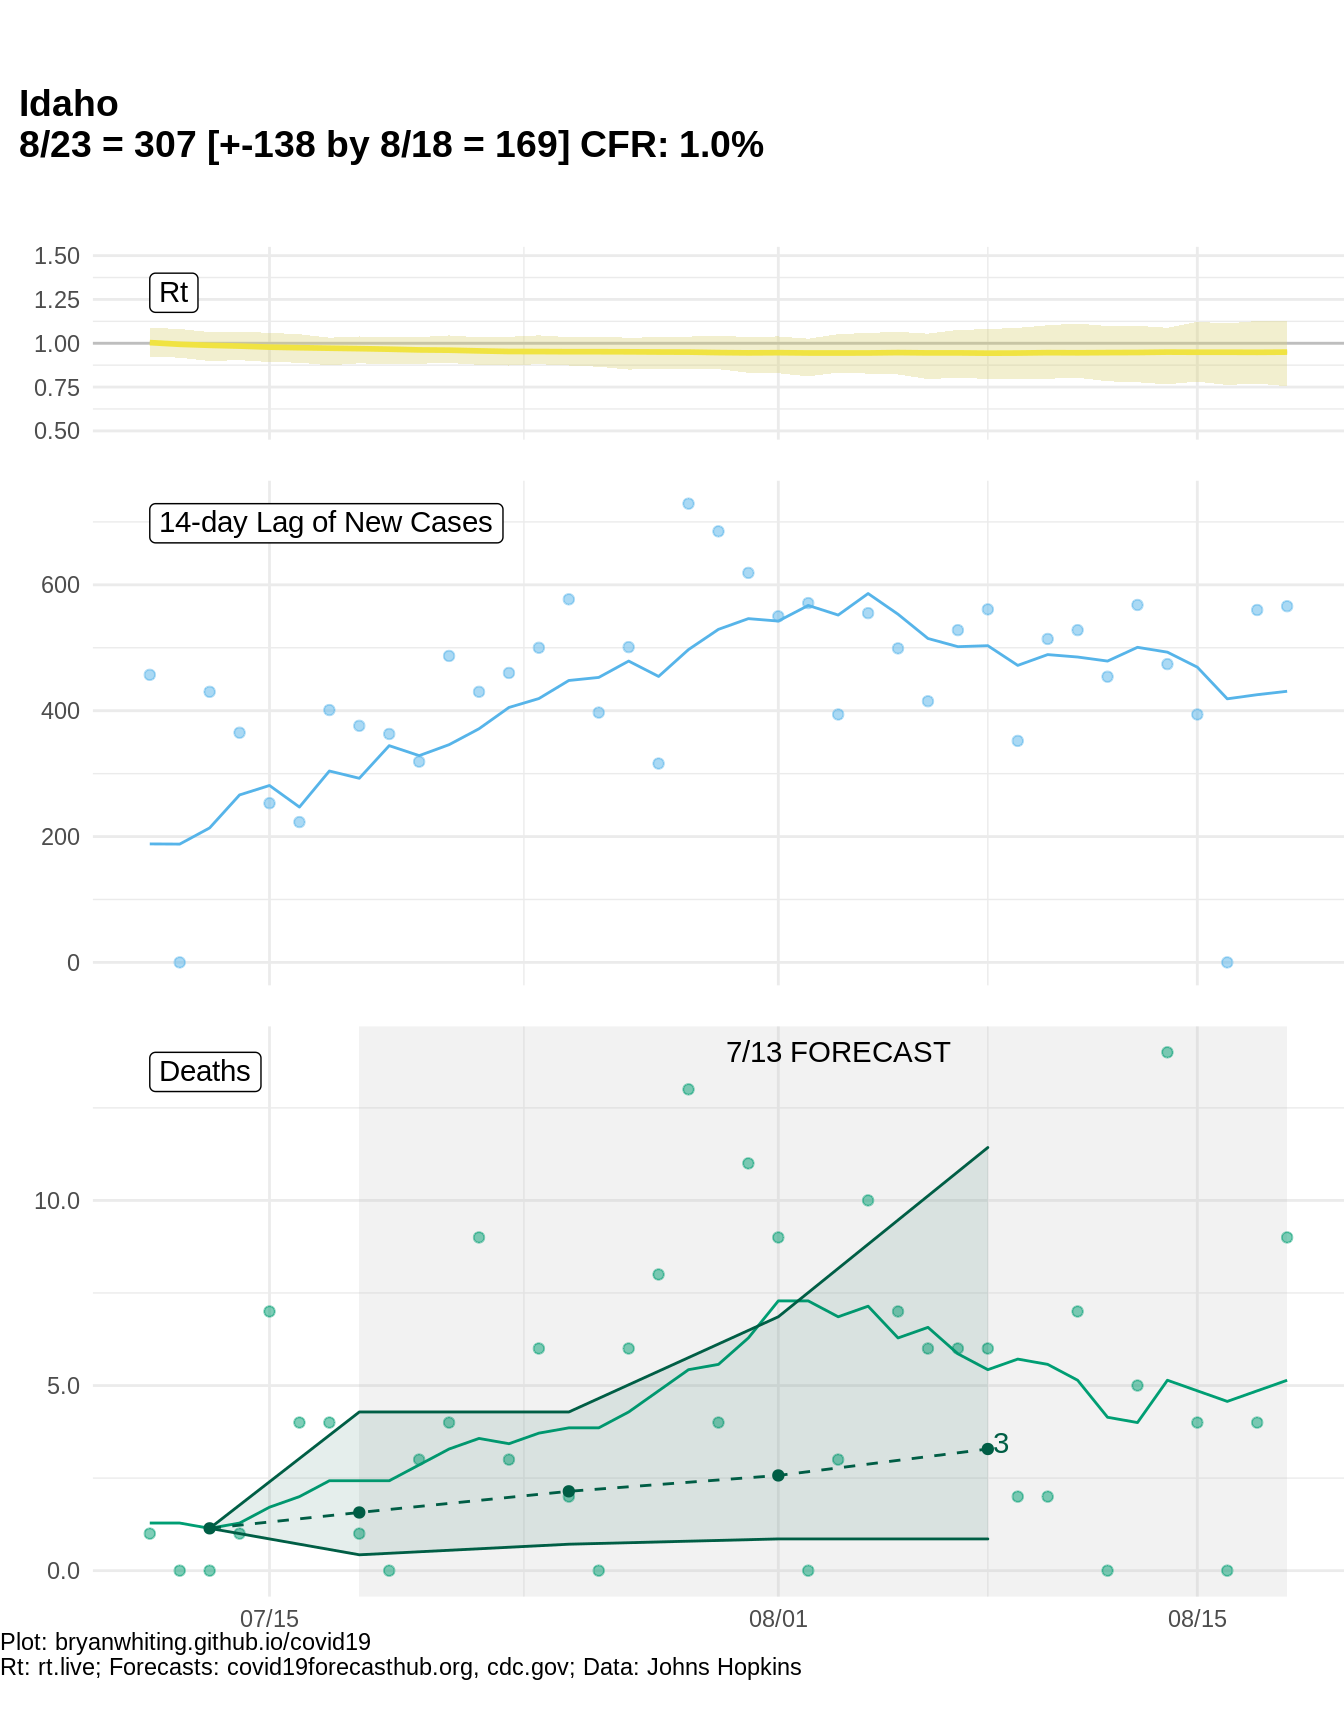 Idaho
8/23 = 307 [+-138 by 8/18 = 169] CFR: 1.0%
1.50
Rt
1.25
1.00
0.75
0.50
14-day Lag of New Cases
600
400
200
0
7/13 FORECAST
Deaths
10.0
5.0
3
0.0
07/15 08/01 08/15
Plot: bryanwhiting.github.io/covid19
Rt: rt.live; Forecasts: covid19forecasthub.org, cdc.gov; Data: Johns Hopkins